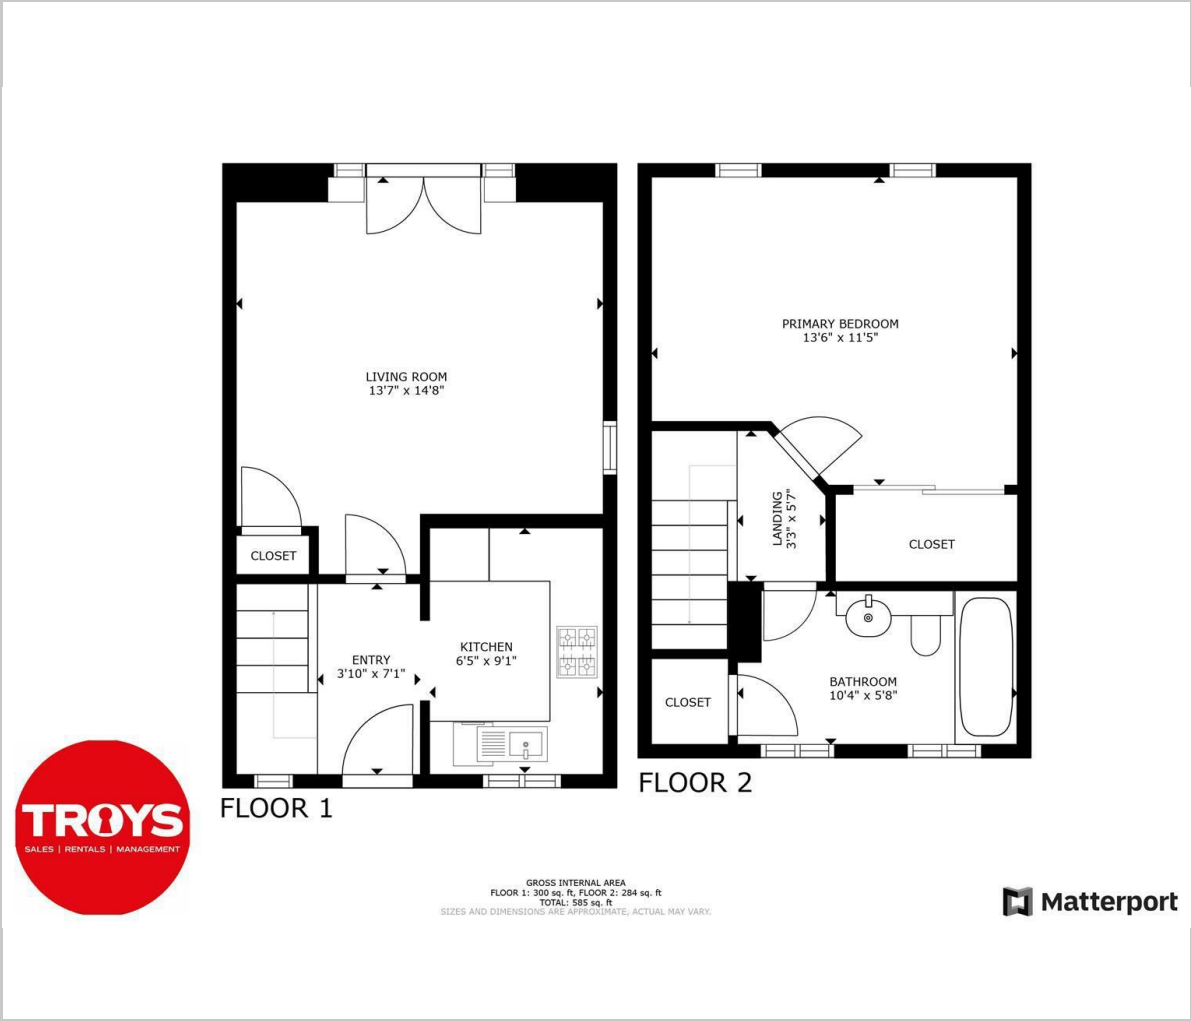 LIVING ROOM
13'7" x 14'8"
CLOSET
ENTRY
3'10" x 7'1"
KITCHEN
6'5" x 9'1"
FLOOR 1
PRIMARY BEDROOM
13'6" x 11'5"
LANDING
3'3" x 5'7"
CLOSET
BATHROOM
10'4" x 5'8"
CLOSET
FLOOR 2
TROYS
SALES | RENTALS | MANAGEMENT
GROSS INTERNAL AREA
FLOOR 1: 300 sq. ft, FLOOR 2: 284 sq. ft
TOTAL: 585 sq. ft
SIZES AND DIMENSIONS ARE APPROXIMATE, ACTUAL MAY VARY.
Matterport